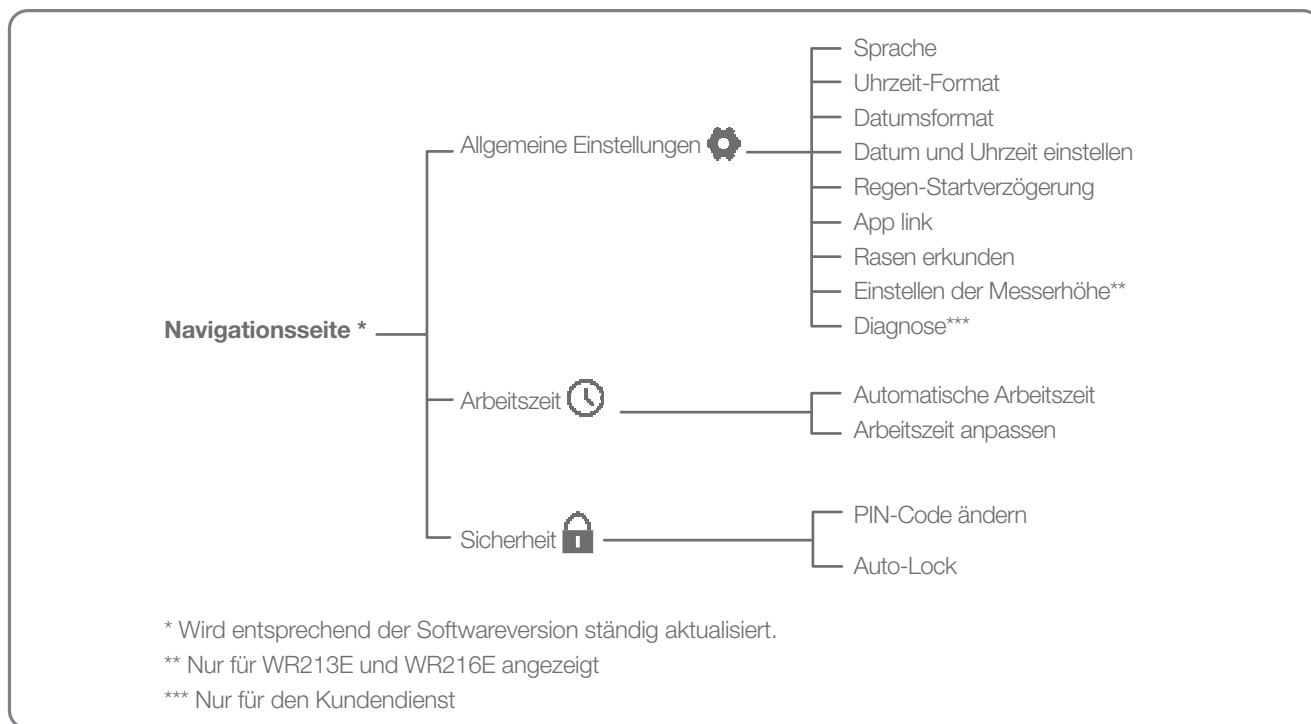 Navigationsseite *
Allgemeine Einstellungen
Sprache
Uhrzeit-Format
Datumsformat
Datum und Uhrzeit einstellen
Regen-Startverzögerung
App link
Rasen erkunden
Einstellen der Messerhöhe**
Diagnose***
Arbeitszeit
Automatische Arbeitszeit
Arbeitszeit anpassen
Sicherheit
PIN-Code ändern
Auto-Lock
* Wird entsprechend der Softwareversion ständig aktualisiert.
** Nur für WR213E und WR216E angezeigt
*** Nur für den Kundendienst